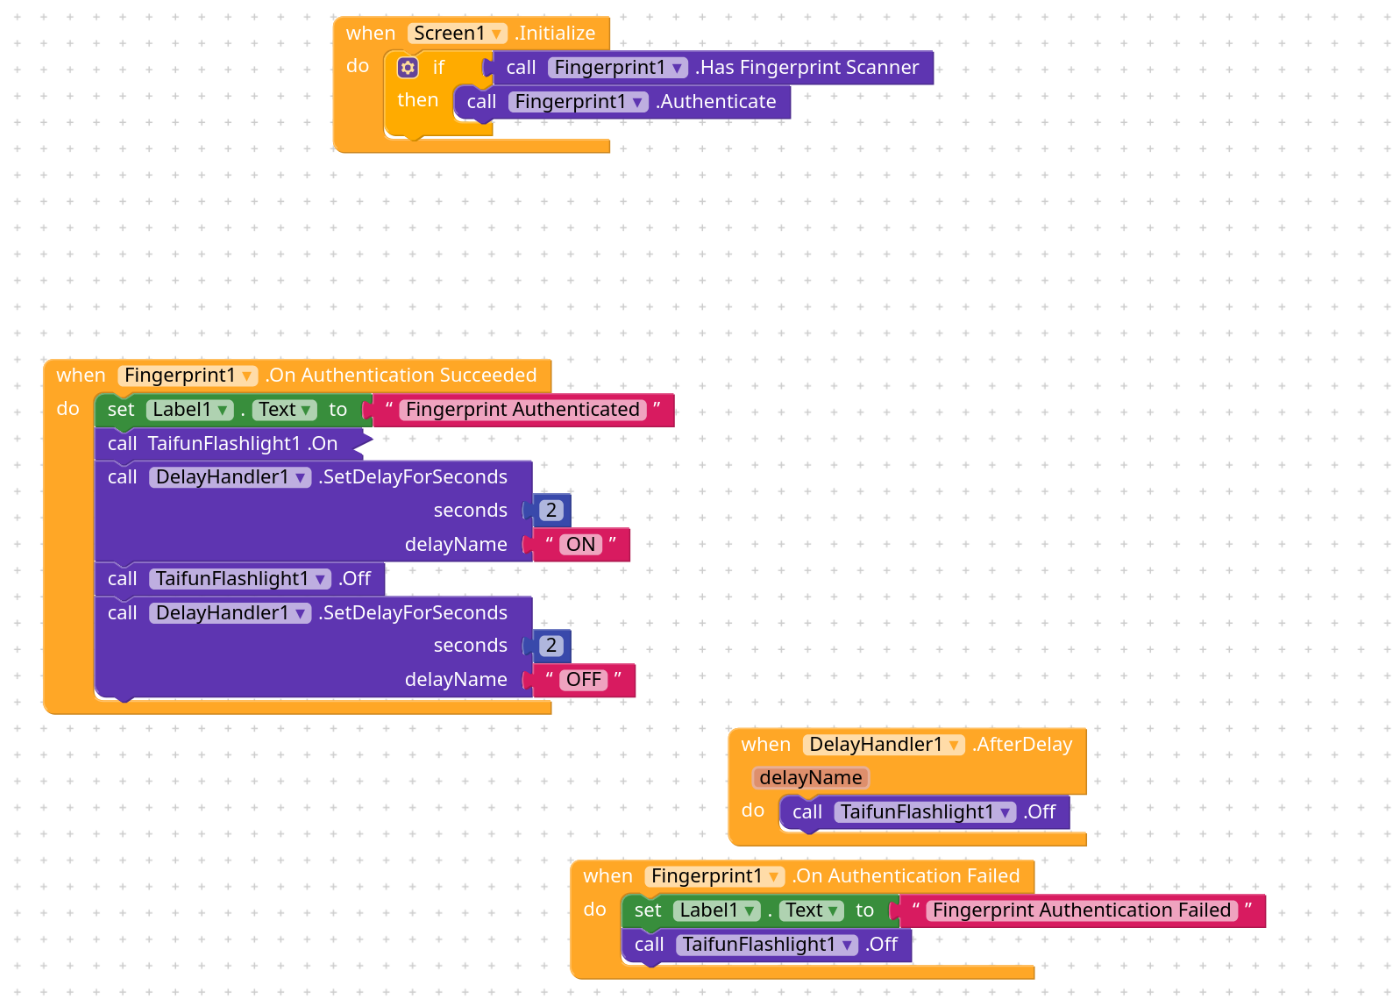 when Screen1 .Initialize
do if call Fingerprint1 .Has Fingerprint Scanner
then call Fingerprint1 .Authenticate
when Fingerprint1 .On Authentication Succeeded
do set Label1 . Text to “ Fingerprint Authenticated ”
call TaifunFlashlight1 .On
call DelayHandler1 .SetDelayForSeconds
seconds 2
delayName “ ON ”
call TaifunFlashlight1 .Off
call DelayHandler1 .SetDelayForSeconds
seconds 2
delayName “ OFF ”
when DelayHandler1 .AfterDelay
delayName
do call TaifunFlashlight1 .Off
when Fingerprint1 .On Authentication Failed
do set Label1 . Text to “ Fingerprint Authentication Failed ”
call TaifunFlashlight1 .Off